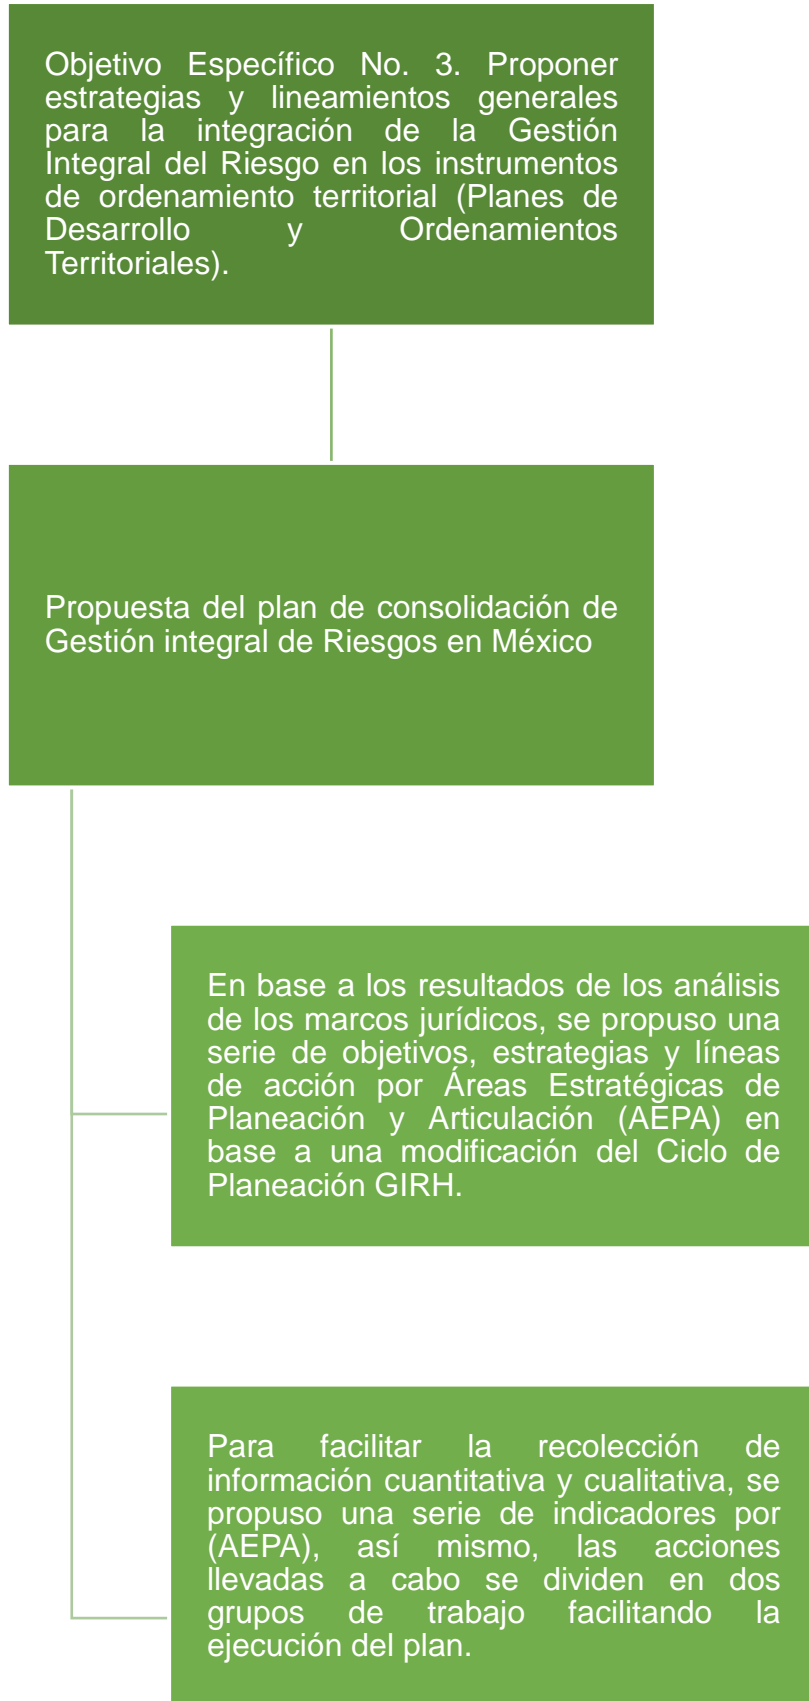 Objetivo Específico No. 3. Proponer
estrategias y lineamientos generales
para la integración de la Gestión
Integral del Riesgo en los instrumentos
de ordenamiento territorial (Planes de
Desarrollo y Ordenamientos
Territoriales).
Propuesta del plan de consolidación de
Gestión integral de Riesgos en México
En base a los resultados de los análisis
de los marcos jurídicos, se propuso una
serie de objetivos, estrategias y líneas
de acción por Áreas Estratégicas de
Planeación y Articulación (AEPA) en
base a una modificación del Ciclo de
Planeación GIRH.
Para facilitar la recolección de
información cuantitativa y cualitativa, se
propuso una serie de indicadores por
(AEPA), así mismo, las acciones
llevadas a cabo se dividen en dos
grupos de trabajo facilitando la
ejecución del plan.